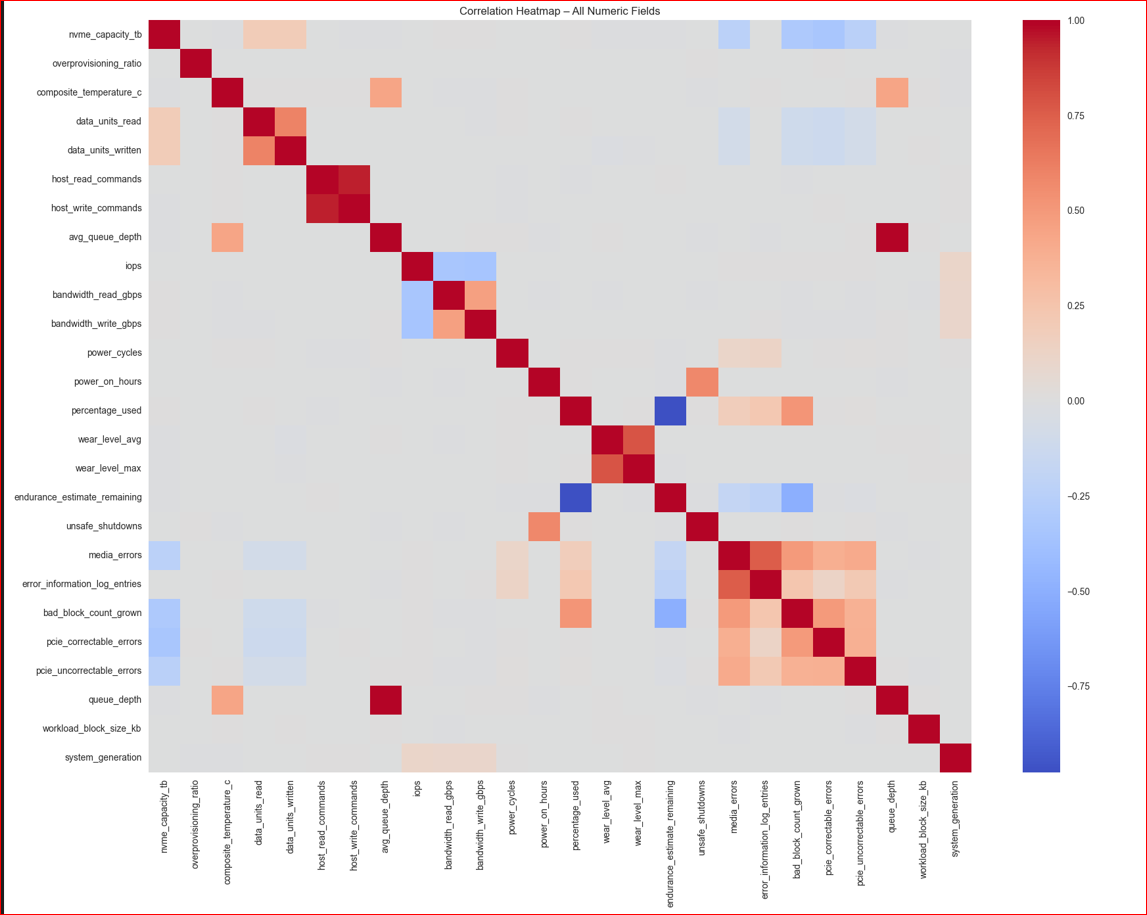 Correlation Heatmap – All Numeric Fields
nvme_capacity_tb
overprovisioning_ratio
composite_temperature_c
data_units_read
data_units_written
host_read_commands
host_write_commands
avg_queue_depth
iops
bandwidth_read_gbps
bandwidth_write_gbps
power_cycles
power_on_hours
percentage_used
wear_level_avg
wear_level_max
endurance_estimate_remaining
unsafe_shutdowns
media_errors
error_information_log_entries
bad_block_count_grown
pcie_correctable_errors
pcie_uncorrectable_errors
queue_depth
workload_block_size_kb
system_generation
nvme_capacity_tb
overprovisioning_ratio
composite_temperature_c
data_units_read
data_units_written
host_read_commands
host_write_commands
avg_queue_depth
iops
bandwidth_read_gbps
bandwidth_write_gbps
power_cycles
power_on_hours
percentage_used
wear_level_avg
wear_level_max
endurance_estimate_remaining
unsafe_shutdowns
media_errors
error_information_log_entries
bad_block_count_grown
pcie_correctable_errors
pcie_uncorrectable_errors
queue_depth
workload_block_size_kb
system_generation
1.00
0.75
0.50
0.25
0.00
−0.25
−0.50
−0.75